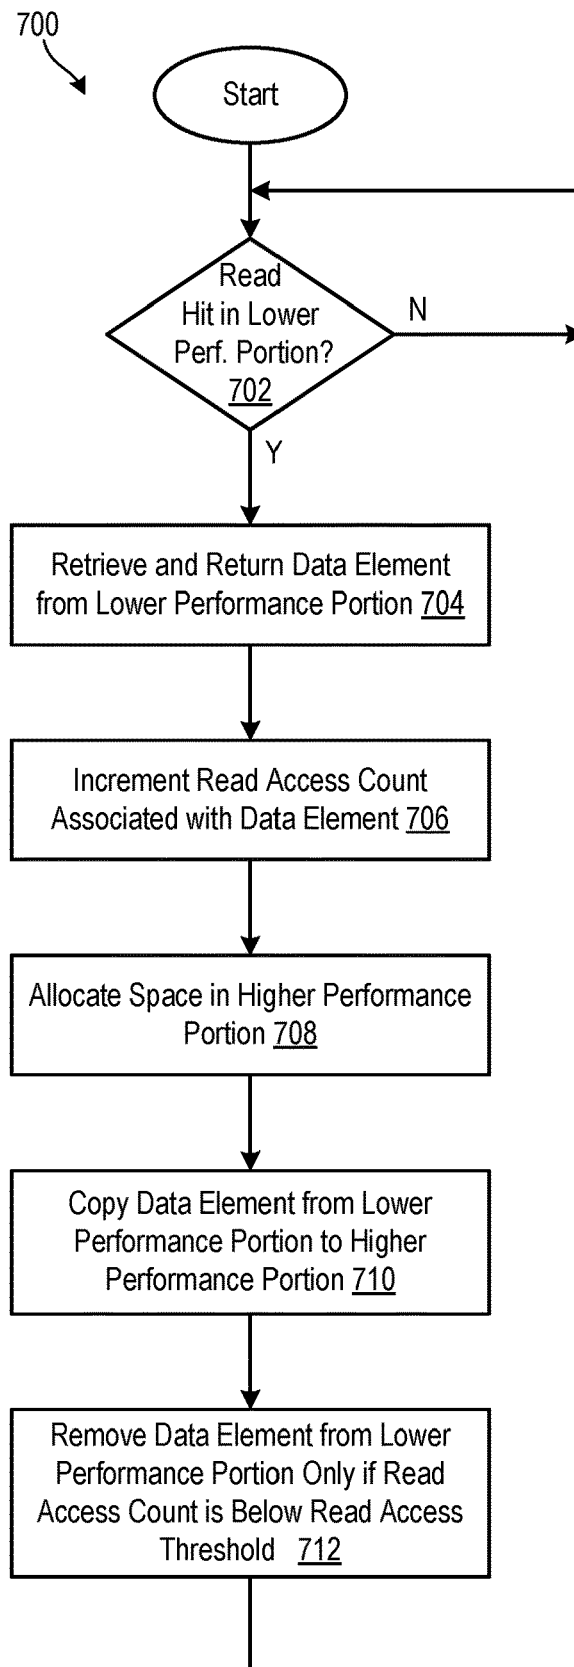 700
Start
Read
Hit in Lower
Perf. Portion?
702
N
Y
Retrieve and Return Data Element
from Lower Performance Portion 704
Increment Read Access Count
Associated with Data Element 706
Allocate Space in Higher Performance
Portion 708
Copy Data Element from Lower
Performance Portion to Higher
Performance Portion 710
Remove Data Element from Lower
Performance Portion Only if Read
Access Count is Below Read Access
Threshold 712